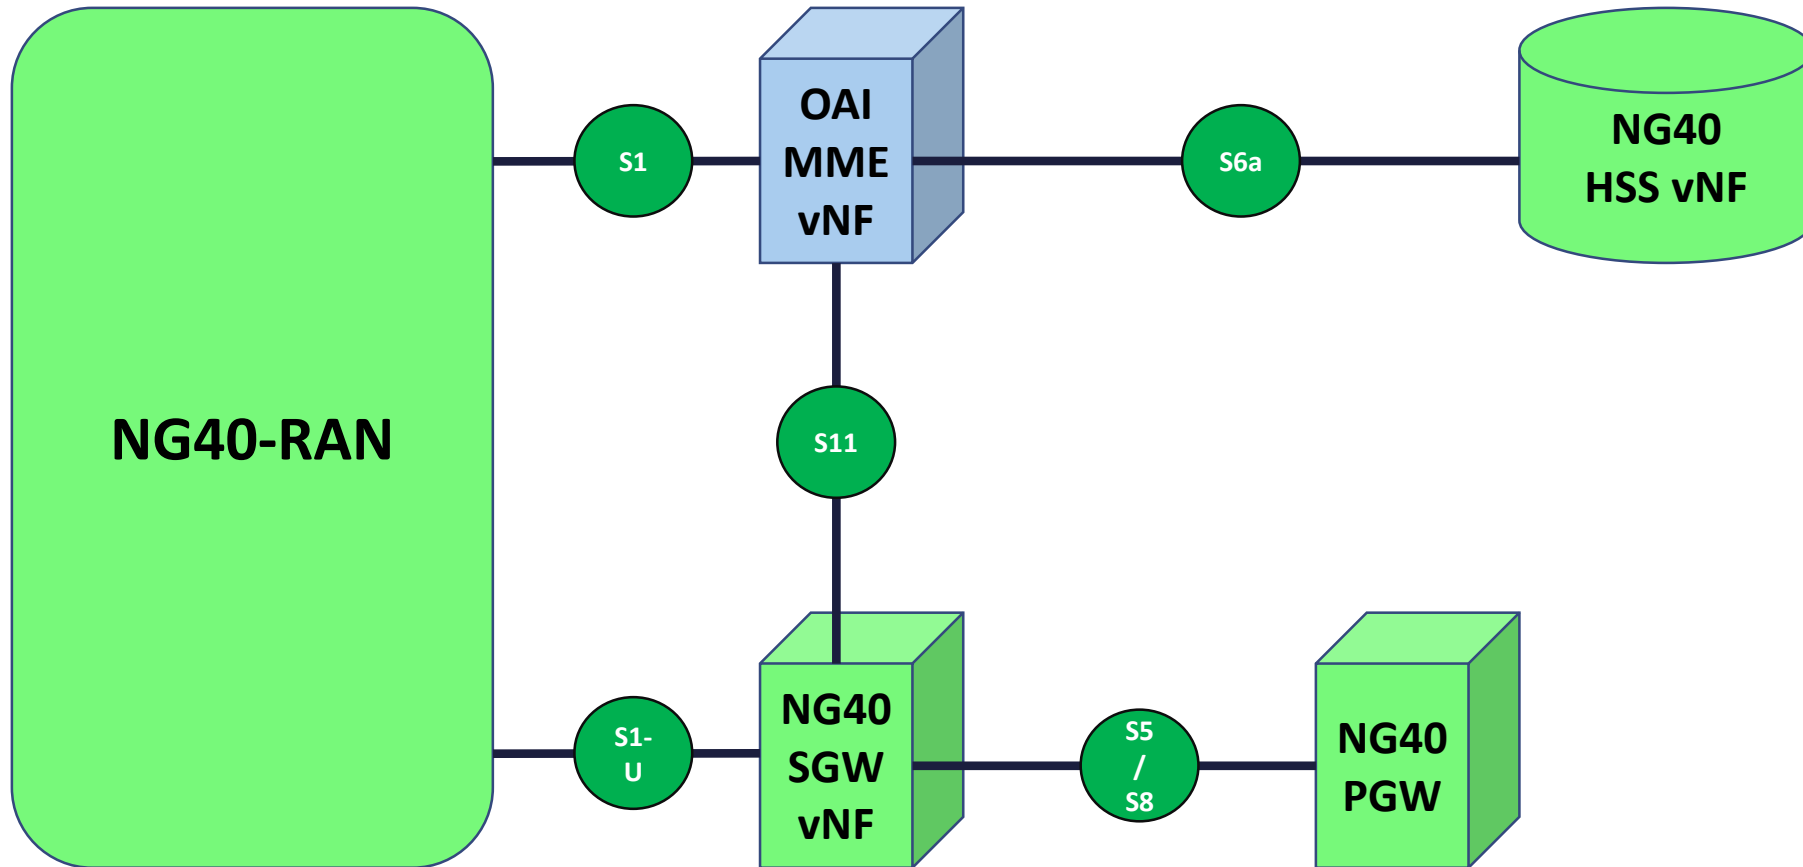 NG40-RAN
S1
OAI
MME
vNF
S6a
NG40
HSS vNF
S11
S1-
U
NG40
SGW
vNF
S5
/
S8
NG40
PGW